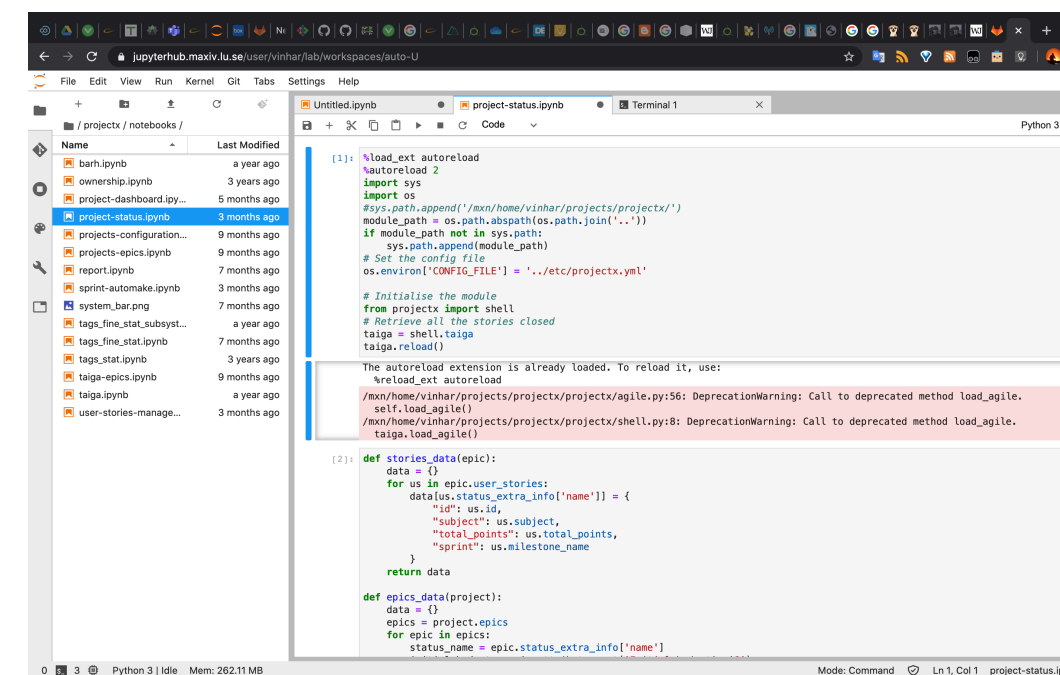 jupyterhub.maxiv.lu.se/user/vinhar/lab/workspaces/auto-U
File Edit View Run Kernel Git Tabs Settings Help
Untitled.ipynb project-status.ipynb Terminal 1
/ projectx / notebooks /
Code Python 3
Name Last Modified
barh.ipynb a year ago
ownership.ipynb 3 years ago
project-dashboard.ipy... 5 months ago
project-status.ipynb 3 months ago
projects-configuration... 9 months ago
projects-epics.ipynb 9 months ago
report.ipynb 7 months ago
sprint-automake.ipynb 3 months ago
system_bar.png 7 months ago
tags_fine_stat_subsyst... a year ago
tags_fine_stat.ipynb 7 months ago
tags_stat.ipynb 3 years ago
taiga-epics.ipynb 9 months ago
taiga.ipynb a year ago
user-stories-manage... 3 months ago
[1]: %load_ext autoreload
%autoreload 2
import sys
import os
#sys.path.append('/mxn/home/vinhar/projects/projectx/')
module_path = os.path.abspath(os.path.join('..'))
if module_path not in sys.path:
    sys.path.append(module_path)
# Set the config file
os.environ['CONFIG_FILE'] = '../etc/projectx.yml'
# Initialise the module
from projectx import shell
# Retrieve all the stories closed
taiga = shell.taiga
taiga.reload()
The autoreload extension is already loaded. To reload it, use:
  %reload_ext autoreload
/mxn/home/vinhar/projects/projectx/projectx/agile.py:56: DeprecationWarning: Call to deprecated method load_agile.
  self.load_agile()
/mxn/home/vinhar/projects/projectx/projectx/shell.py:8: DeprecationWarning: Call to deprecated method load_agile.
  taiga.load_agile()
[2]: def stories_data(epic):
    data = {}
    for us in epic.user_stories:
        data[us.status_extra_info['name']] = {
            "id": us.id,
            "subject": us.subject,
            "total_points": us.total_points,
            "sprint": us.milestone_name
        }
    return data
def epics_data(project):
    data = {}
    epics = project.epics
    for epic in epics:
        status_name = epic.status_extra_info['name']
0 3 Python 3 | Idle Mem: 262.11 MB Mode: Command Ln 1, Col 1 project-status.ip